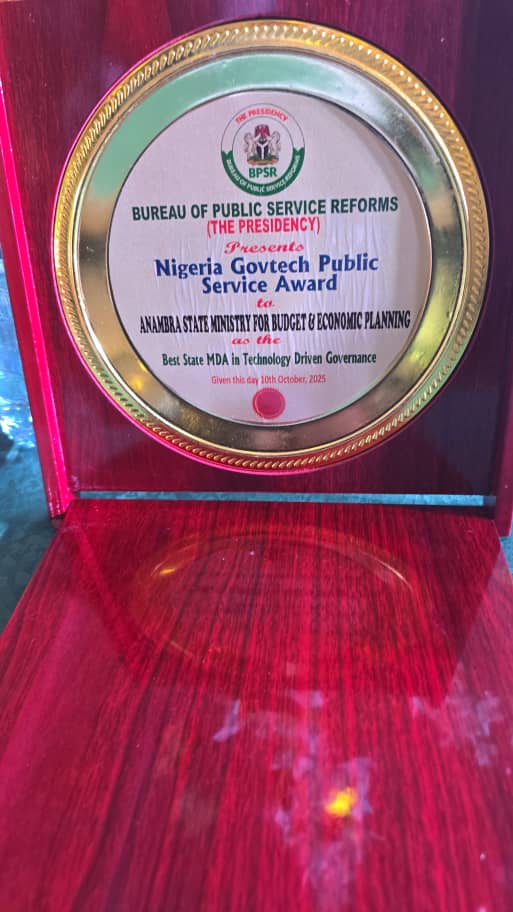 THE PRESIDENCY
BPSR
BUREAU OF PUBLIC SERVICE REFORMS
BUREAU OF PUBLIC SERVICE REFORMS
(THE PRESIDENCY)
Presents
Nigeria Govtech Public
Service Award
to
ANAMBRA STATE MINISTRY FOR BUDGET & ECONOMIC PLANNING
as the
Best State MDA in Technology Driven Governance
Given this day 10th October, 2025